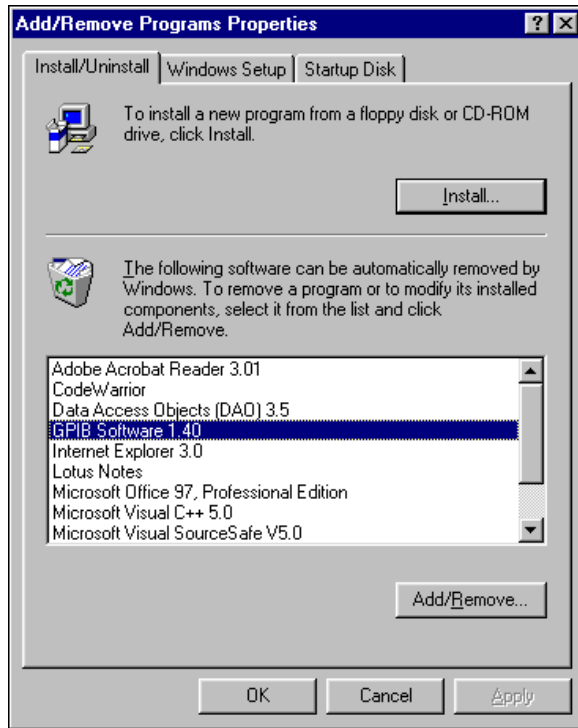 Add/Remove Programs Properties
Install/Uninstall Windows Setup Startup Disk
To install a new program from a floppy disk or CD-ROM
drive, click Install.
Install...
The following software can be automatically removed by
Windows. To remove a program or to modify its installed
components, select it from the list and click
Add/Remove.
Adobe Acrobat Reader 3.01
CodeWarrior
Data Access Objects (DAO) 3.5
GPIB Software 1.40
Internet Explorer 3.0
Lotus Notes
Microsoft Office 97, Professional Edition
Microsoft Visual C++ 5.0
Microsoft Visual SourceSafe V5.0
Add/Remove...
OK Cancel Apply